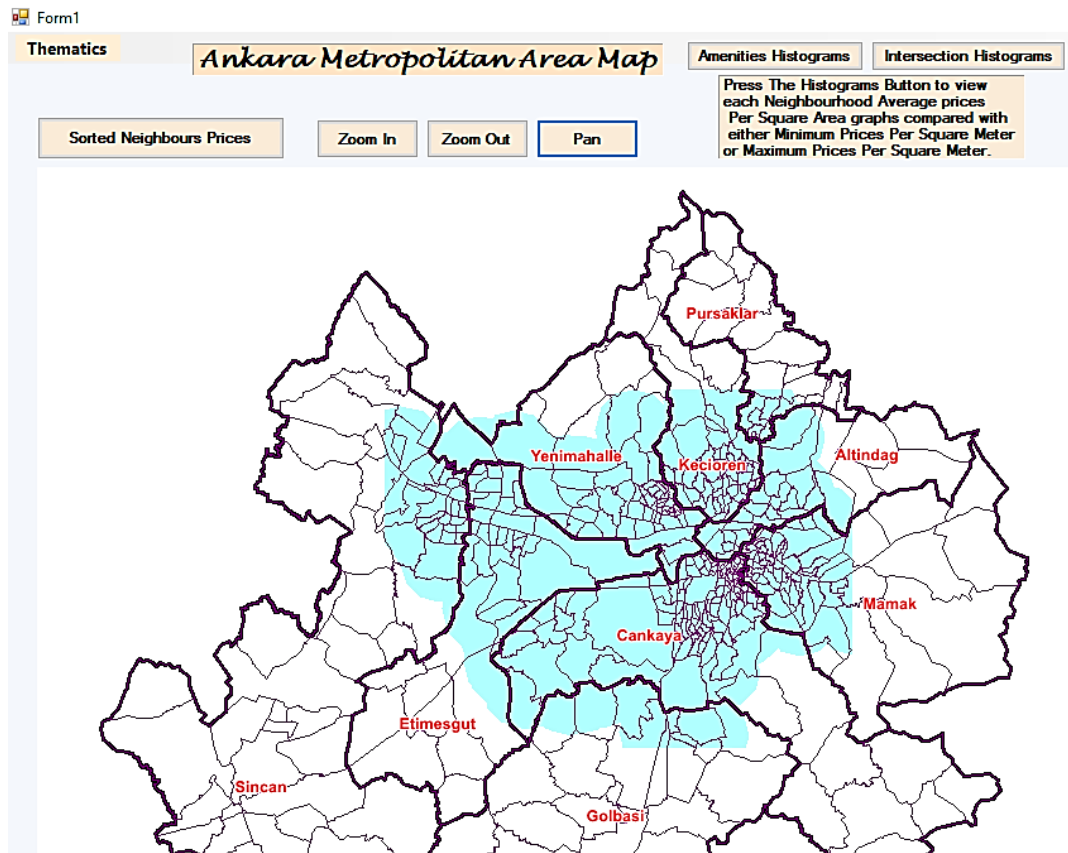 Form1
Thematics
Ankara Metropolitan Area Map
Amenities Histograms
Intersection Histograms
Press The Histograms Button to view
each Neighbourhood Average prices
Per Square Area graphs compared with
either Minimum Prices Per Square Meter
or Maximum Prices Per Square Meter.
Sorted Neighbours Prices
Zoom In
Zoom Out
Pan
Pursaklar
Yenimahalle
Kecioren
Altindag
Mamak
Cankaya
Etimesgut
Sincan
Golbasi